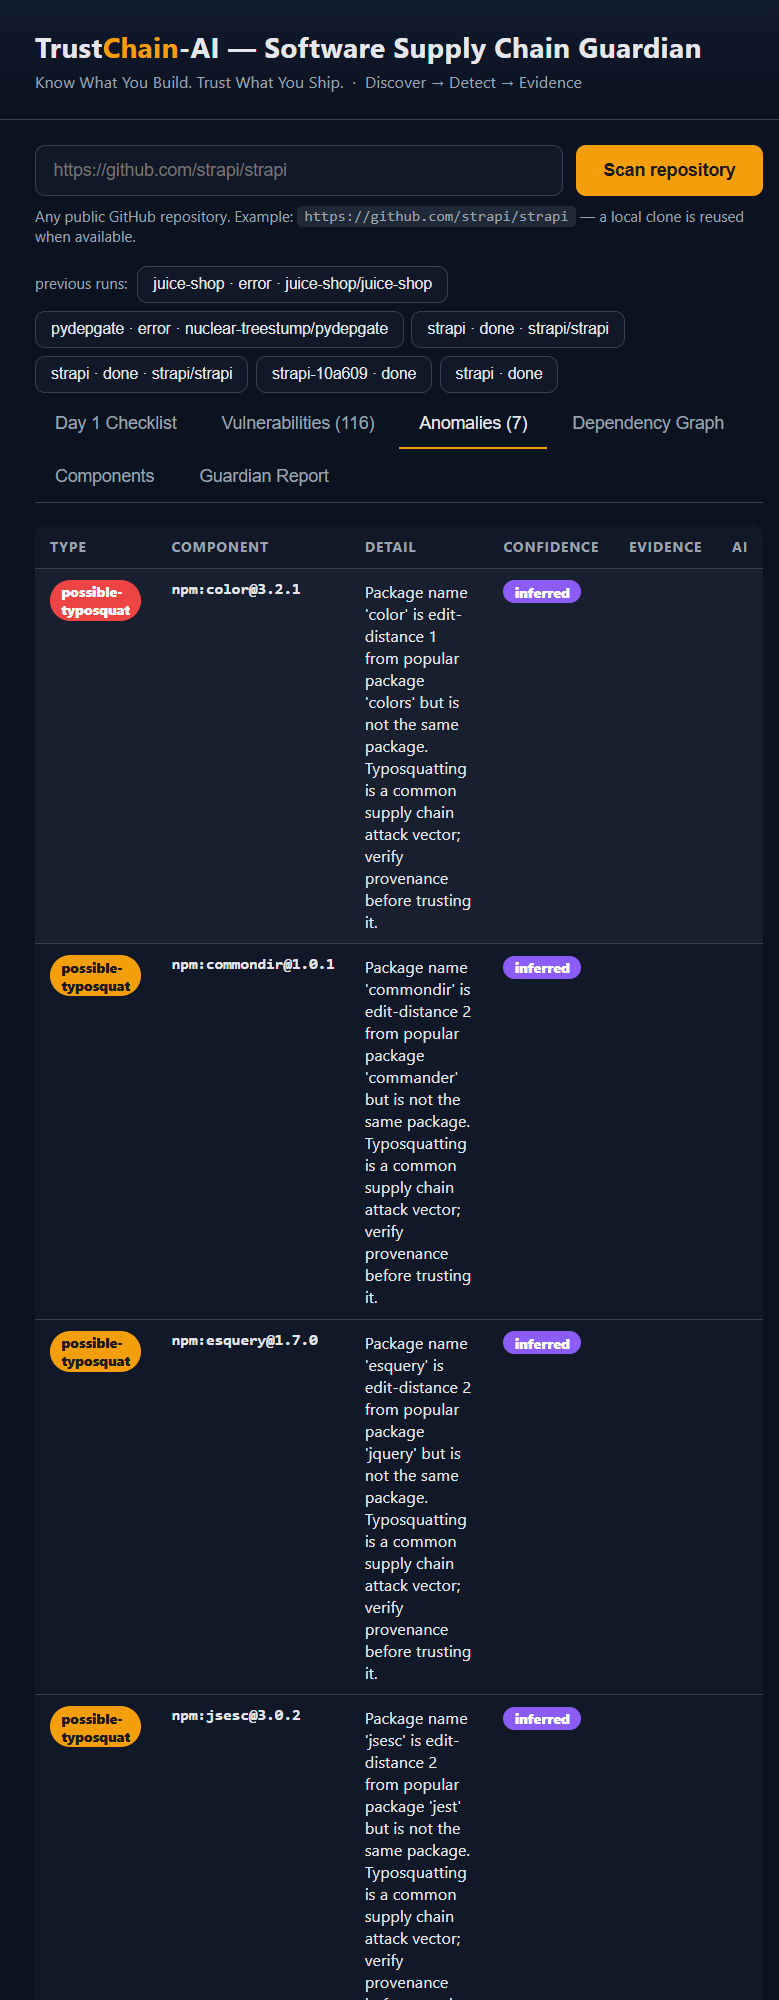 TrustChain-AI — Software Supply Chain Guardian
Know What You Build. Trust What You Ship. · Discover → Detect → Evidence
https://github.com/strapi/strapi
Scan repository
Any public GitHub repository. Example: https://github.com/strapi/strapi — a local clone is reused
when available.
previous runs: juice-shop · error · juice-shop/juice-shop
pydepgate · error · nuclear-treestump/pydepgate strapi · done · strapi/strapi
strapi · done · strapi/strapi strapi-10a609 · done strapi · done
Day 1 Checklist Vulnerabilities (116) Anomalies (7) Dependency Graph
Components Guardian Report
TYPE COMPONENT DETAIL CONFIDENCE EVIDENCE AI
possible-
typosquat
npm:color@3.2.1
Package name
'color' is edit-
distance 1
from popular
package
'colors' but is
not the same
package.
Typosquatting
is a common
supply chain
attack vector;
verify
provenance
before trusting
it.
inferred
possible-
typosquat
npm:commondir@1.0.1
Package name
'commondir' is
edit-distance 2
from popular
package
'commander'
but is not the
same package.
Typosquatting
is a common
supply chain
attack vector;
verify
provenance
before trusting
it.
inferred
possible-
typosquat
npm:esquery@1.7.0
Package name
'esquery' is
edit-distance 2
from popular
package
'jquery' but is
not the same
package.
Typosquatting
is a common
supply chain
attack vector;
verify
provenance
before trusting
it.
inferred
possible-
typosquat
npm:jsesc@3.0.2
Package name
'jsesc' is edit-
distance 2
from popular
package 'jest'
but is not the
same package.
Typosquatting
is a common
supply chain
attack vector;
verify
provenance
inferred